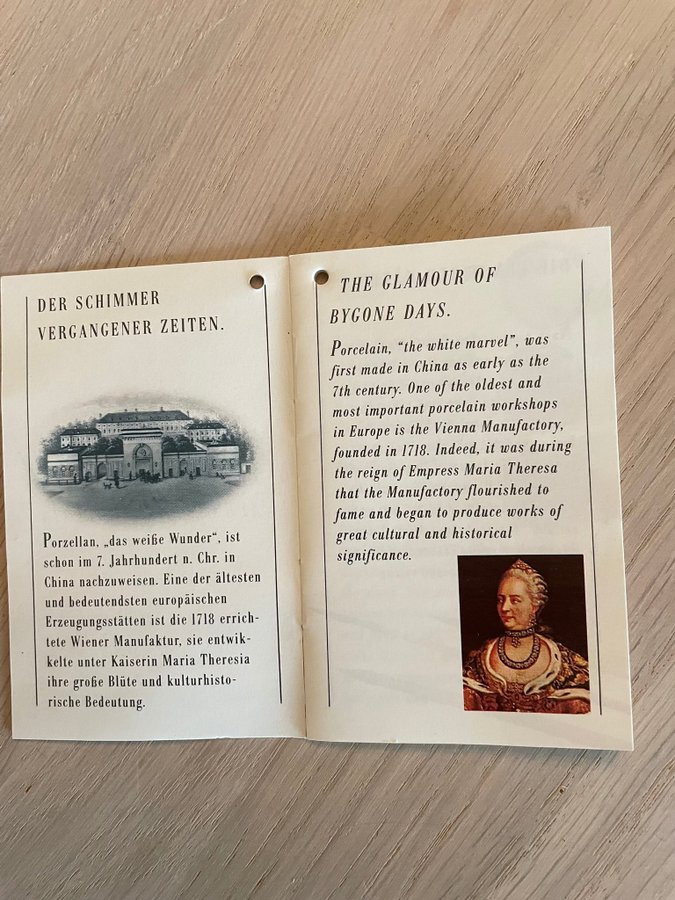 DER SCHIMMER
VERGANGENER ZEITEN.
Porzellan, „das weiße Wunder“, ist
schon im 7. Jahrhundert n. Chr. in
China nachzuweisen. Eine der ältesten
und bedeutendsten europäischen
Erzeugungsstätten ist die 1718 errich-
tete Wiener Manufaktur, sie entwik-
kelte unter Kaiserin Maria Theresia
ihre große Blüte und kulturhisto-
rische Bedeutung.
THE GLAMOUR OF
BYGONE DAYS.
Porcelain, “the white marvel”, was
first made in China as early as the
7th century. One of the oldest and
most important porcelain workshops
in Europe is the Vienna Manufactory,
founded in 1718. Indeed, it was during
the reign of Empress Maria Theresa
that the Manufactory flourished to
fame and began to produce works of
great cultural and historical
significance.